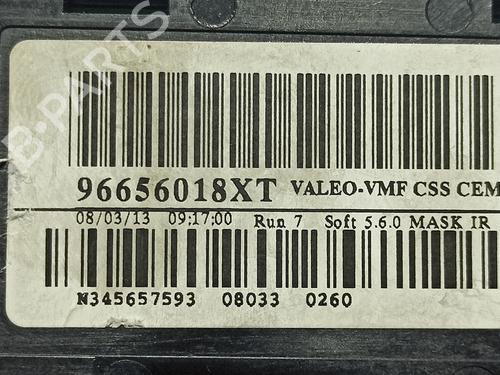 96656018XT VALEO-VMF CSS CEM
08/03/13 09:17:00 Run 7 Soft 5.6.0 MASK IR
N345657593 08033 0260
B-PARTS